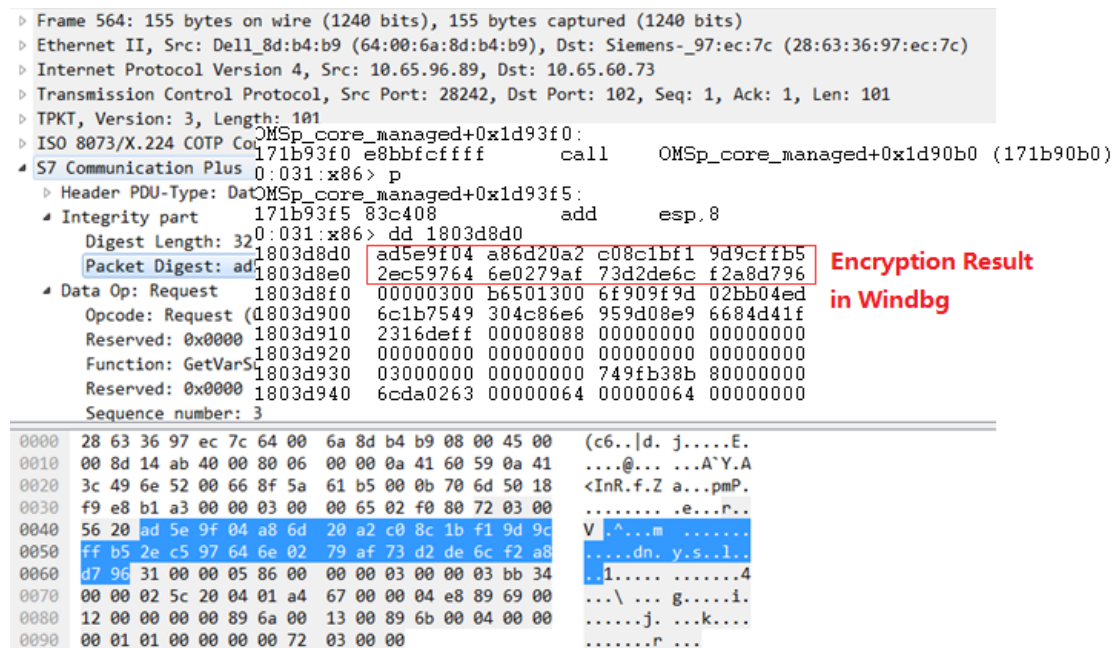 Frame 564: 155 bytes on wire (1240 bits), 155 bytes captured (1240 bits)
Ethernet II, Src: Dell_8d:b4:b9 (64:00:6a:8d:b4:b9), Dst: Siemens-_97:ec:7c (28:63:36:97:ec:7c)
Internet Protocol Version 4, Src: 10.65.96.89, Dst: 10.65.60.73
Transmission Control Protocol, Src Port: 28242, Dst Port: 102, Seq: 1, Ack: 1, Len: 101
TPKT, Version: 3, Length: 101
ISO 8073/X.224 COTP Co
S7 Communication Plus
Header PDU-Type: Dat
Integrity part
Digest Length: 32
Packet Digest: ad
Data Op: Request
Opcode: Request (
Reserved: 0x0000
Function: GetVarSu
Reserved: 0x0000
Sequence number: 3
OMSp_core_managed+0x1d93f0:
171b93f0 e8bbfcffff call OMSp_core_managed+0x1d90b0 (171b90b0)
0:031:x86> p
OMSp_core_managed+0x1d93f5:
171b93f5 83c408 add esp,8
0:031:x86> dd 1803d8d0
1803d8d0 ad5e9f04 a86d20a2 c08c1bf1 9d9cffb5
1803d8e0 2ec59764 6e0279af 73d2de6c f2a8d796
1803d8f0 00000300 b6501300 6f909f9d 02bb04ed
1803d900 6c1b7549 304c86e6 959d08e9 6684d41f
1803d910 2316deff 00008088 00000000 00000000
1803d920 00000000 00000000 00000000 00000000
1803d930 03000000 00000000 749fb38b 80000000
1803d940 6cda0263 00000064 00000064 00000000
Encryption Result
in Windbg
0000 28 63 36 97 ec 7c 64 00 6a 8d b4 b9 08 00 45 00 (c6..|d. j.....E.
0010 00 8d 14 ab 40 00 80 06 00 00 0a 41 60 59 0a 41 ....@... ...A`Y.A
0020 3c 49 6e 52 00 66 8f 5a 61 b5 00 0b 70 6d 50 18 <InR.f.Z a...pmP.
0030 f9 e8 b1 a3 00 00 03 00 00 65 02 f0 80 72 03 00 ........ .e...r..
0040 56 20 ad 5e 9f 04 a8 6d 20 a2 c0 8c 1b f1 9d 9c V .^...m .......
0050 ff b5 2e c5 97 64 6e 02 79 af 73 d2 de 6c f2 a8 .....dn. y.s..l..
0060 d7 96 31 00 00 05 86 00 00 00 03 00 00 03 bb 34 ..1..... .......4
0070 00 00 02 5c 20 04 01 a4 67 00 00 04 e8 89 69 00 ...\ ... g.....i.
0080 12 00 00 00 00 89 6a 00 13 00 89 6b 00 04 00 00 ......j. ...k....
0090 00 01 01 00 00 00 00 72 03 00 00 .......r ...